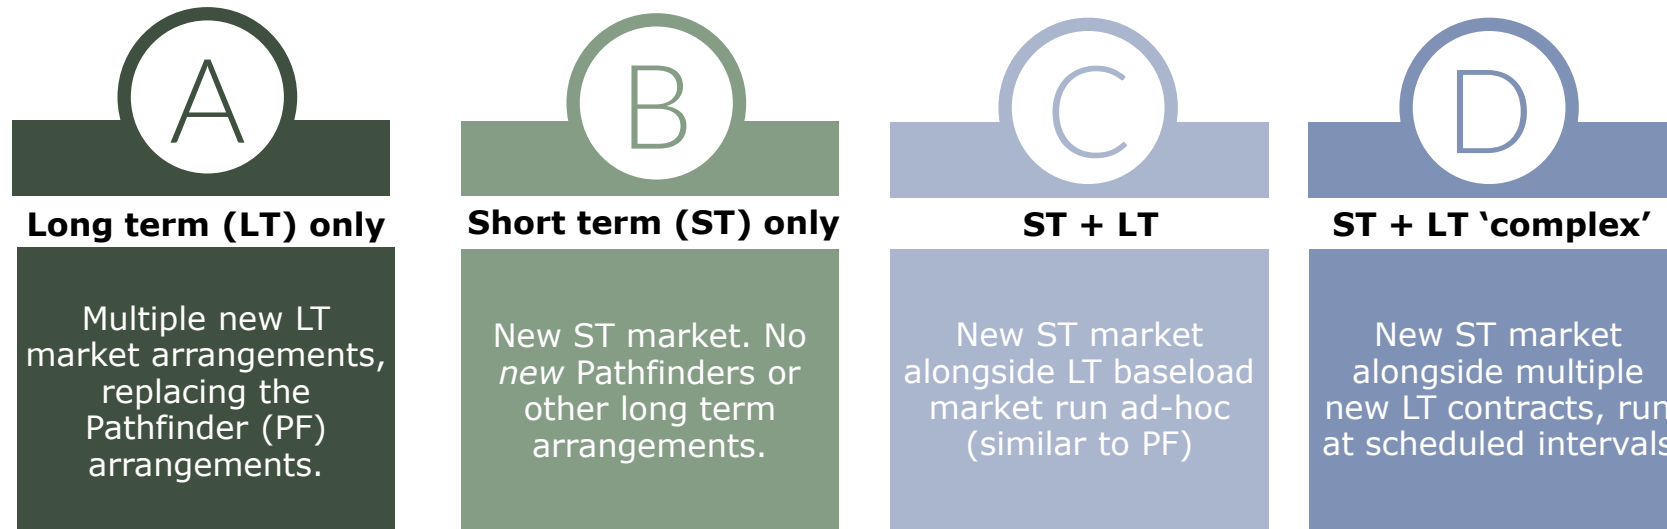 A
Long term (LT) only
Multiple new LT
market arrangements,
replacing the
Pathfinder (PF)
arrangements.
B
Short term (ST) only
New ST market. No
new Pathfinders or
other long term
arrangements.
C
ST + LT
New ST market
alongside LT baseload
market run ad-hoc
(similar to PF)
D
ST + LT ‘complex’
New ST market
alongside multiple
new LT contracts, run
at scheduled intervals